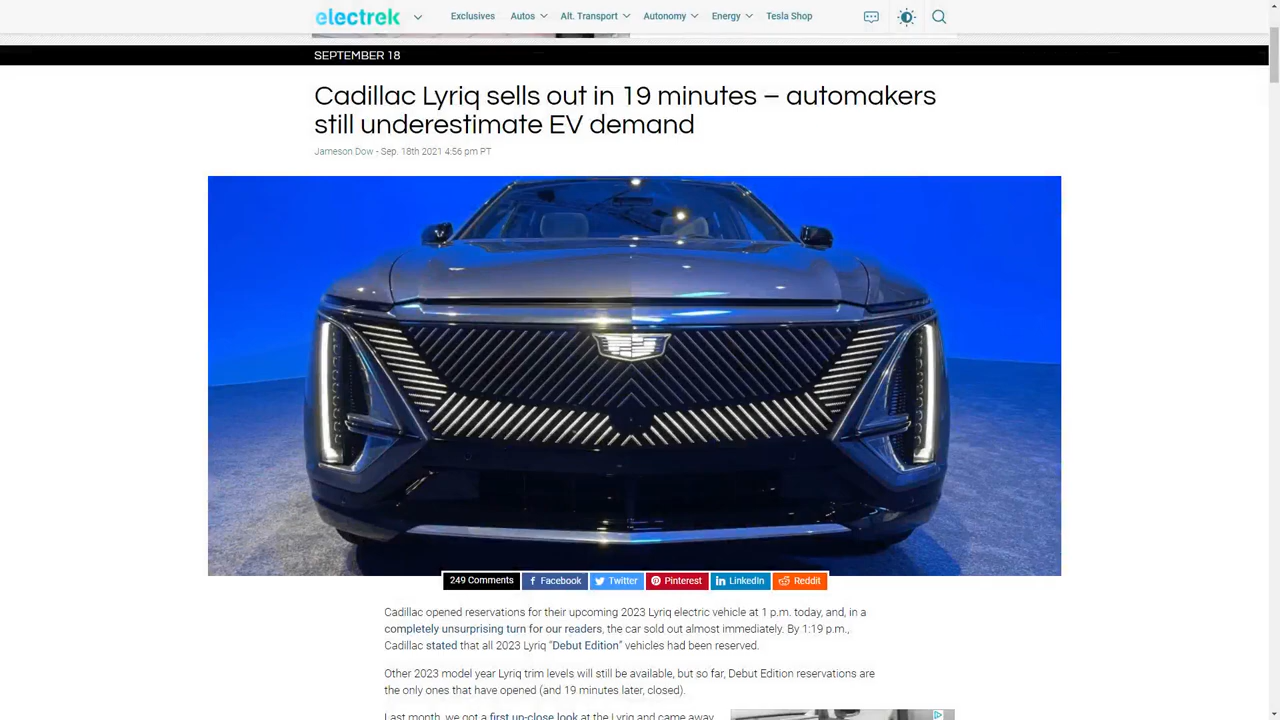 electrek
Exclusives Autos Alt. Transport Autonomy Energy Tesla Shop
SEPTEMBER 18
Cadillac Lyriq sells out in 19 minutes – automakers
still underestimate EV demand
Jameson Dow - Sep. 18th 2021 4:56 pm PT
249 Comments Facebook Twitter Pinterest LinkedIn Reddit
Cadillac opened reservations for their upcoming 2023 Lyriq electric vehicle at 1 p.m. today, and, in a
completely unsurprising turn for our readers, the car sold out almost immediately. By 1:19 p.m.,
Cadillac stated that all 2023 Lyriq “Debut Edition” vehicles had been reserved.
Other 2023 model year Lyriq trim levels will still be available, but so far, Debut Edition reservations are
the only ones that have opened (and 19 minutes later, closed).
Last month, we got a first up-close look at the Lyriq and came away